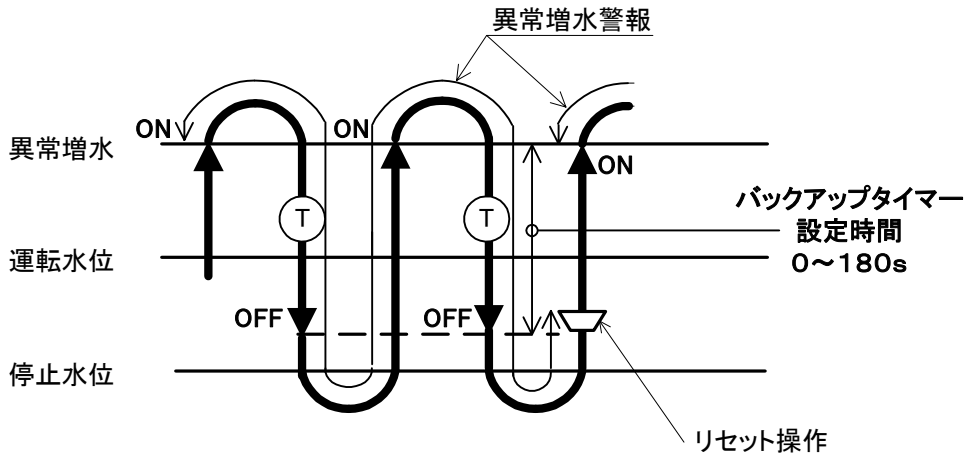 異常増水警報
ON
ON
異常増水
ON
バックアップタイマー
設定時間
0~180s
T
T
運転水位
OFF
OFF
停止水位
リセット操作